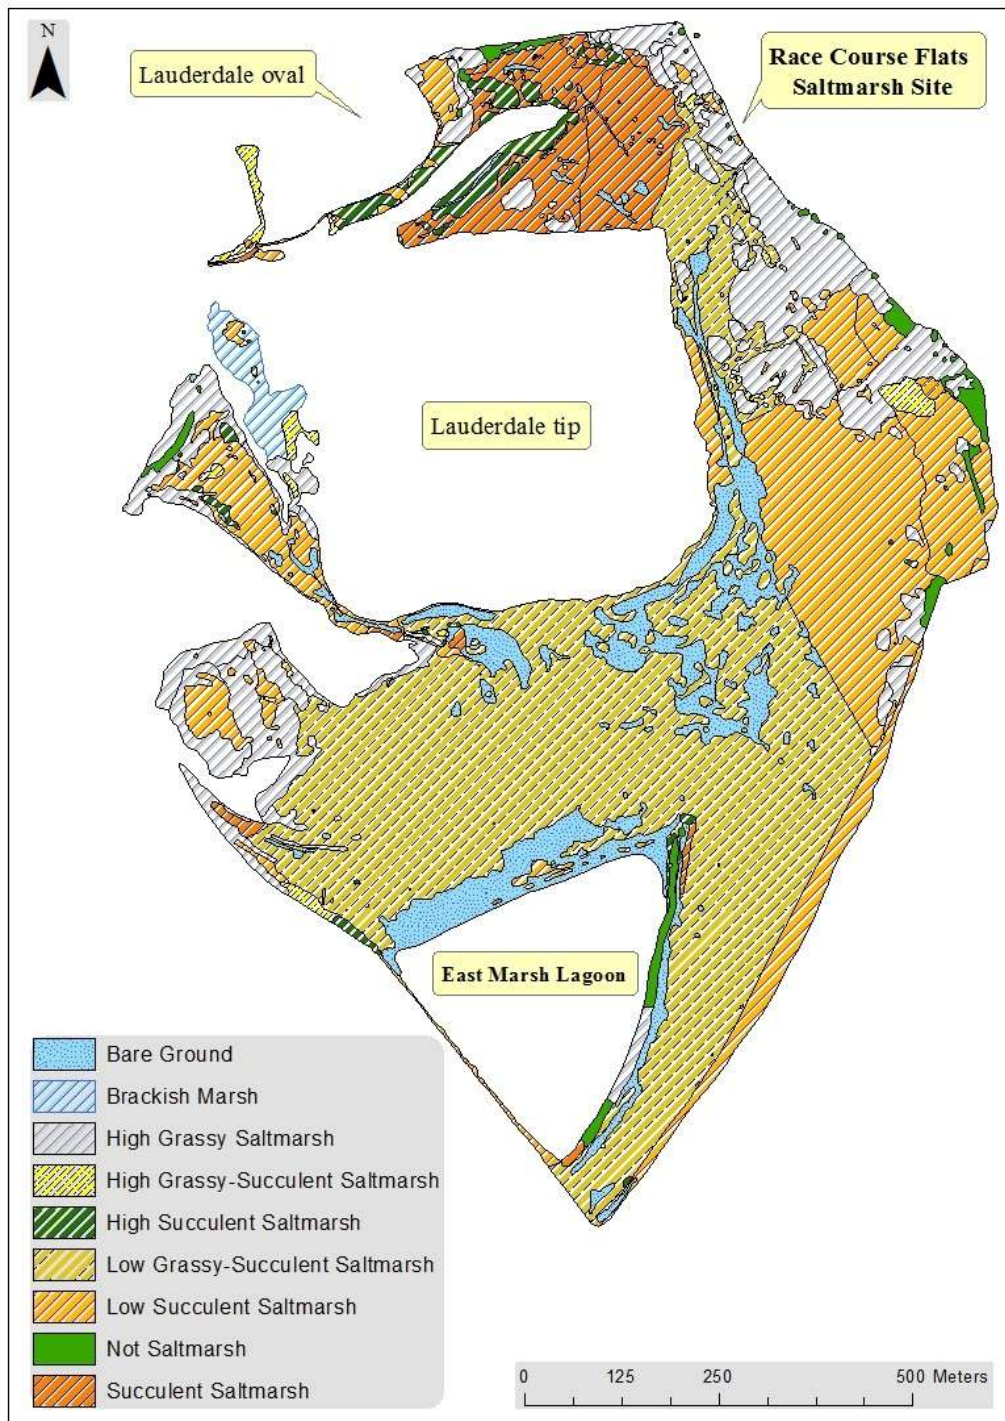 N
Lauderdale oval
Race Course Flats
Saltmarsh Site
Lauderdale tip
East Marsh Lagoon
Bare Ground
Brackish Marsh
High Grassy Saltmarsh
High Grassy-Succulent Saltmarsh
High Succulent Saltmarsh
Low Grassy-Succulent Saltmarsh
Low Succulent Saltmarsh
Not Saltmarsh
Succulent Saltmarsh
0 125 250 500 Meters